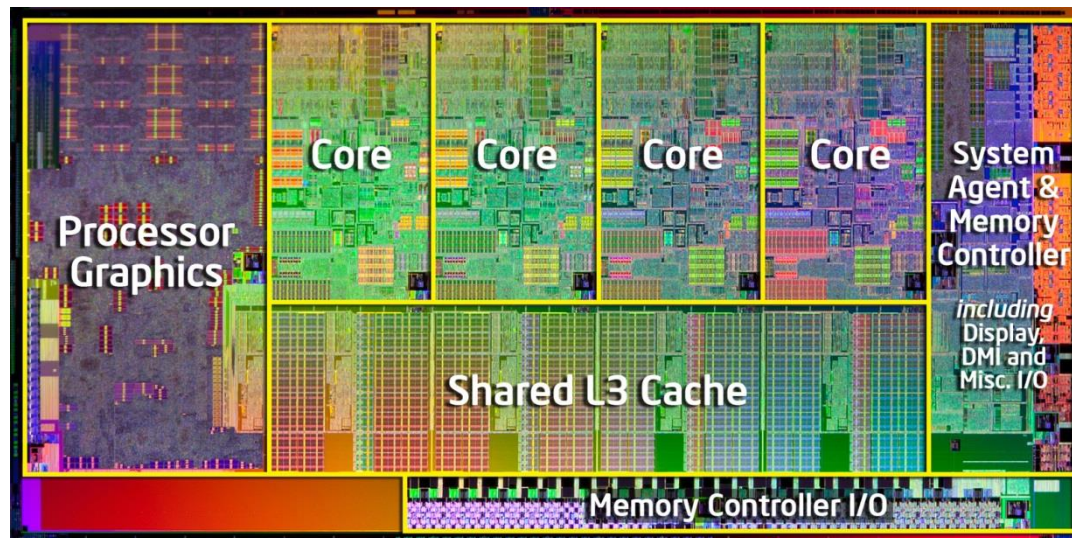 Processor
Graphics
Core
Core
Core
Core
System
Agent &
Memory
Controller
including
Display,
DMI and
Misc. I/O
Shared L3 Cache
Memory Controller I/O